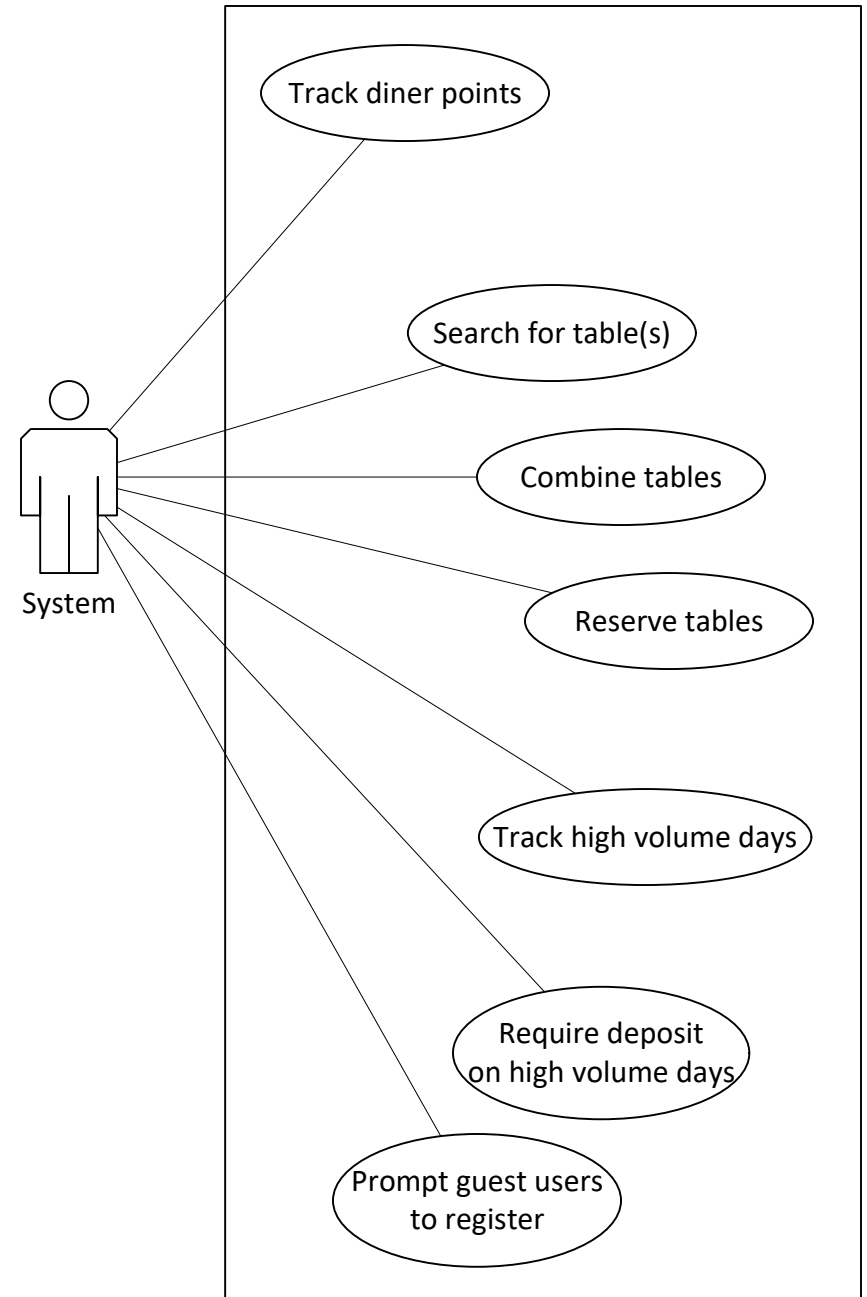 Track diner points
Search for table(s)
Combine tables
System
Reserve tables
Track high volume days
Require deposit
on high volume days
Prompt guest users
to register